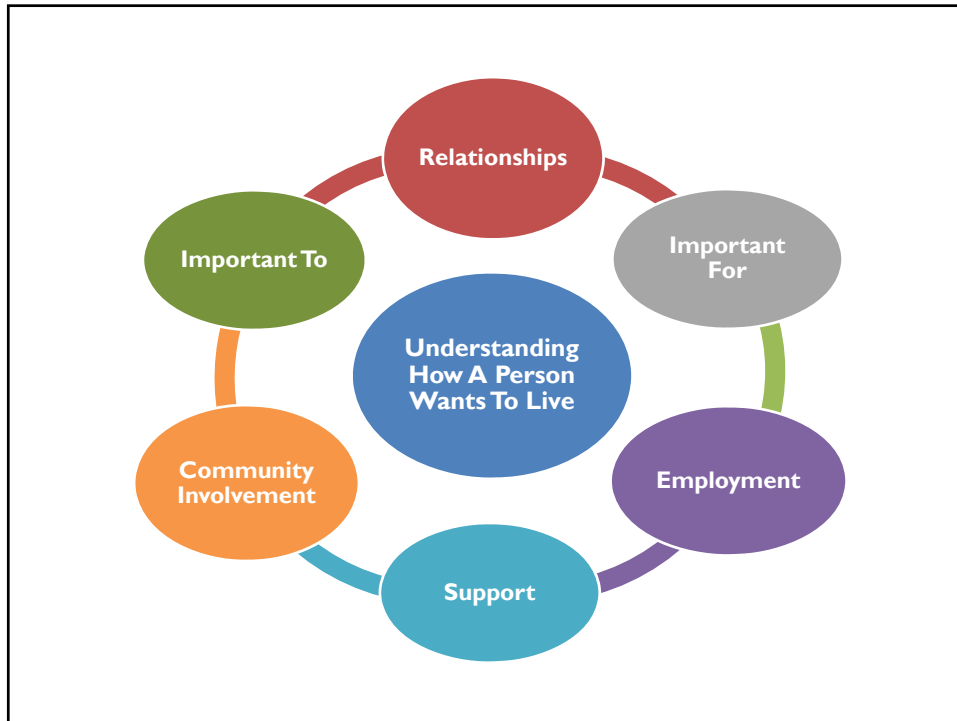 Relationships
Important
For
Employment
Support
Community
Involvement
Important To
Understanding
How A Person
Wants To Live